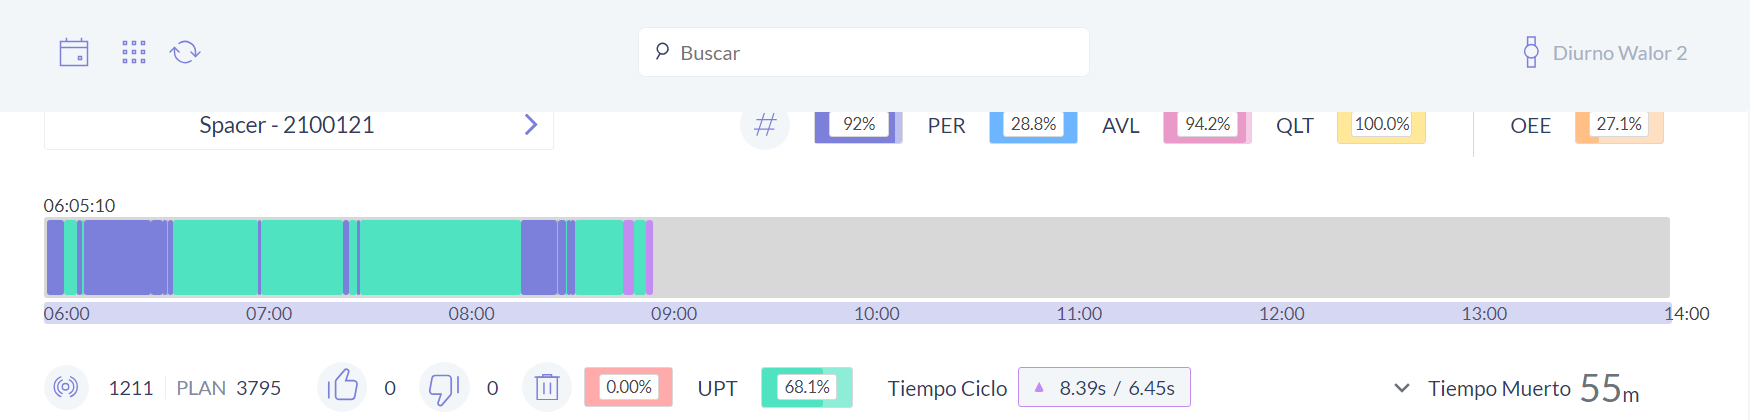 Buscar
Diurno Walor 2
Spacer - 2100121
92% PER 28.8% AVL 94.2% QLT 100.0% OEE 27.1%
06:05:10
06:00 07:00 08:00 09:00 10:00 11:00 12:00 13:00 14:00
1211 PLAN 3795 0 0 0.00% UPT 68.1% Tiempo Ciclo 8.39s / 6.45s Tiempo Muerto 55m